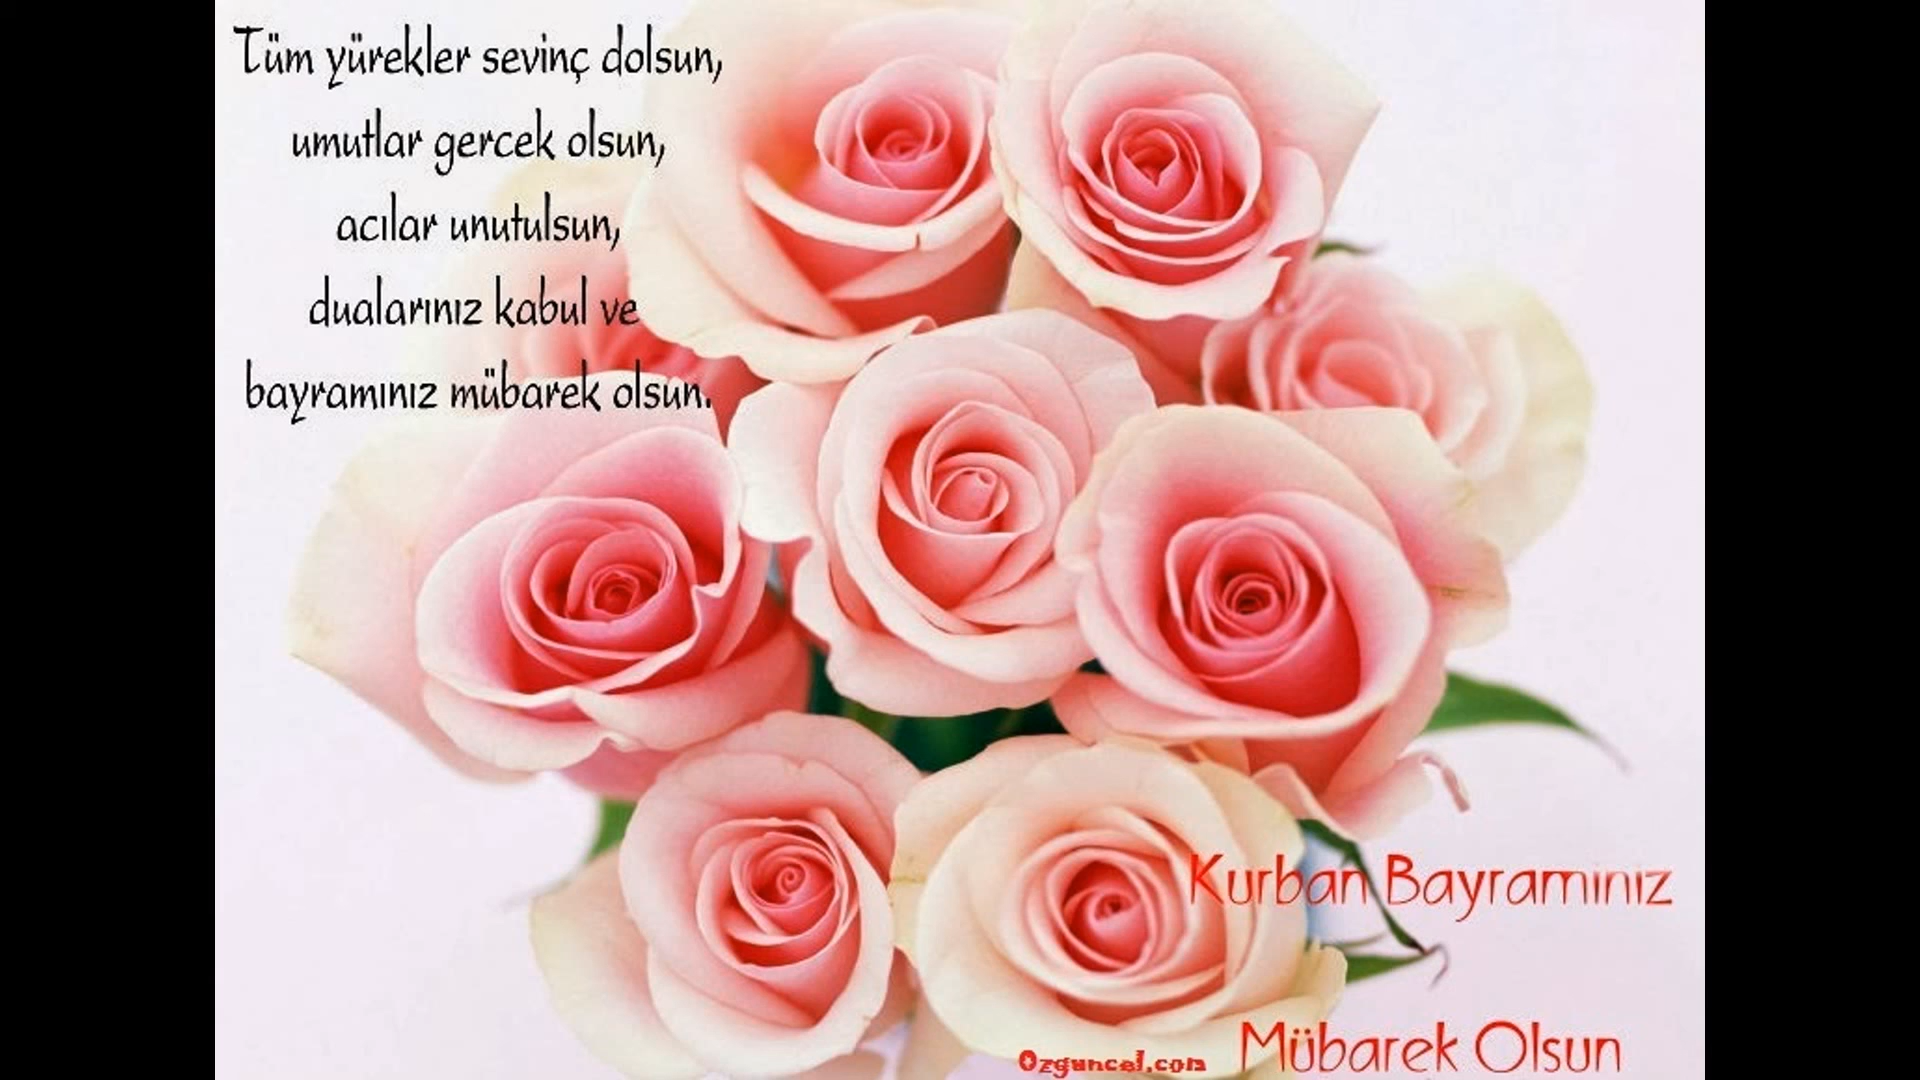 Tüm yürekler sevinç dolsun,
umutlar gercek olsun,
acılar unutulsun,
dualarınız kabul ve
bayramınız mübarek olsun.
Kurban Bayramınız
Mübarek Olsun
Ozguncel.com